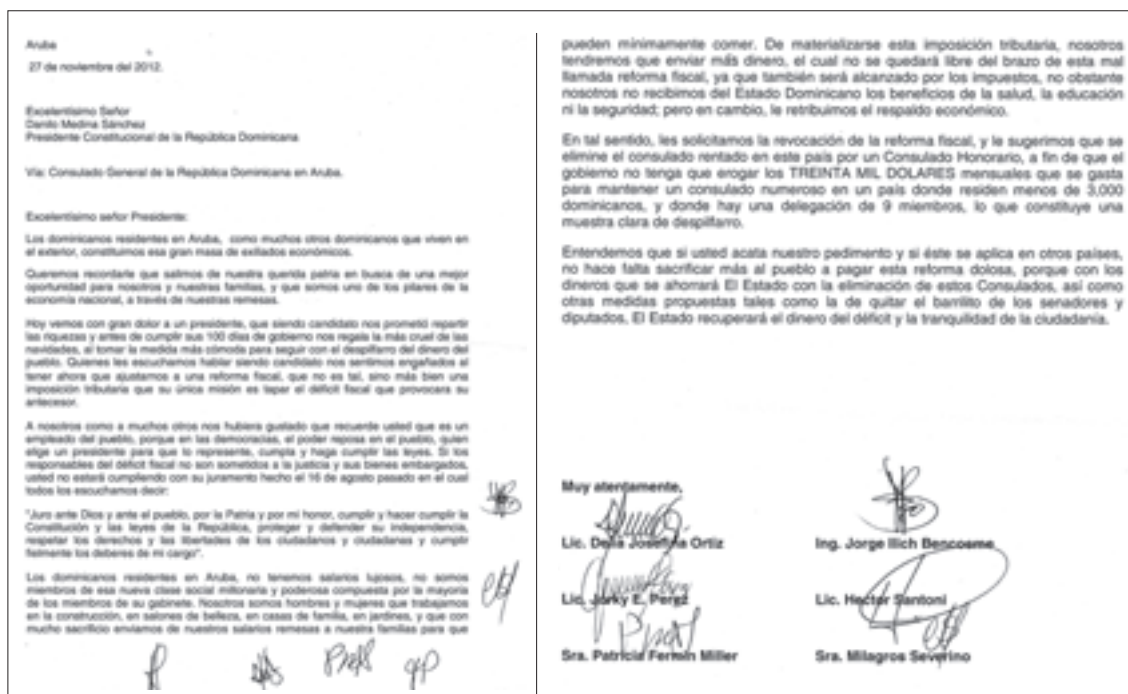 Aruba
27 de noviembre del 2012.
Excelentísimo Señor
Danilo Medina Sánchez
Presidente Constitucional de la República Dominicana
Vía: Consulado General de la República Dominicana en Aruba.
Excelentísimo señor Presidente:
Los dominicanos residentes en Aruba, como muchos otros dominicanos que viven en
el exterior, constituimos esa gran masa de exiliados económicos.
Queremos recordarle que salimos de nuestra querida patria en busca de una mejor
oportunidad para nosotros y nuestras familias, y que somos uno de los pilares de la
economía nacional, a través de nuestras remesas.
Hoy vemos con gran dolor a un presidente, que siendo candidato nos prometió repartir
las riquezas y antes de cumplir sus 100 días de gobierno nos regala la más cruel de las
navidades, al tomar la medida más cómoda para seguir con el despilfarro del dinero del
pueblo. Quienes les escuchamos hablar siendo candidato nos sentimos engañados al
tener ahora que ajustarnos a una reforma fiscal, que no es tal, sino más bien una
imposición tributaria que su única misión es tapar el déficit fiscal que provocara su
antecesor.
A nosotros como a muchos otros nos hubiera gustado que recuerde usted que es un
empleado del pueblo, porque en las democracias, el poder reposa en el pueblo, quien
elige un presidente para que lo represente, cumpla y haga cumplir las leyes. Si los
responsables del déficit fiscal no son sometidos a la justicia y sus bienes embargados,
usted no estará cumpliendo con su juramento hecho el 16 de agosto pasado en el cual
todos los escuchamos decir:
"Juro ante Dios y ante el pueblo, por la Patria y por mi honor, cumplir y hacer cumplir la
Constitución y las leyes de la República, proteger y defender su independencia,
respetar los derechos y las libertades de los ciudadanos y ciudadanas y cumplir
fielmente los deberes de mi cargo".
Los dominicanos residentes en Aruba, no tenemos salarios lujosos, no somos
miembros de esa nueva clase social millonaria y poderosa compuesta por la mayoría
de los miembros de su gabinete. Nosotros somos hombres y mujeres que trabajamos
en la construcción, en salones de belleza, en casas de familia, en jardines, y que con
mucho sacrificio enviamos de nuestros salarios remesas a nuestra familias para que
pueden mínimamente comer. De materializarse esta imposición tributaria, nosotros
tendremos que enviar más dinero, el cual no se quedará libre del brazo de esta mal
llamada reforma fiscal, ya que también será alcanzado por los impuestos, no obstante
nosotros no recibimos del Estado Dominicano los beneficios de la salud, la educación
ni la seguridad; pero en cambio, le retribuimos el respaldo económico.
En tal sentido, les solicitamos la revocación de la reforma fiscal, y le sugerimos que se
elimine el consulado rentado en este país por un Consulado Honorario, a fin de que el
gobierno no tenga que erogar los TREINTA MIL DOLARES mensuales que se gasta
para mantener un consulado numeroso en un país donde residen menos de 3,000
dominicanos, y donde hay una delegación de 9 miembros, lo que constituye una
muestra clara de despilfarro.
Entendemos que si usted acata nuestro pedimento y si éste se aplica en otros países,
no hace falta sacrificar más al pueblo a pagar esta reforma dolosa, porque con los
dineros que se ahorrará El Estado con la eliminación de estos Consulados, así como
otras medidas propuestas tales como la de quitar el barrilito de los senadores y
diputados, El Estado recuperará el dinero del déficit y la tranquilidad de la ciudadanía.
Muy atentamente,
Lic. Delia Josefina Ortiz
Ing. Jorge Ilich Bencosme
Lic. Jorky E. Perez
Lic. Hector Santoni
Sra. Patricia Fermin Miller
Sra. Milagros Severino